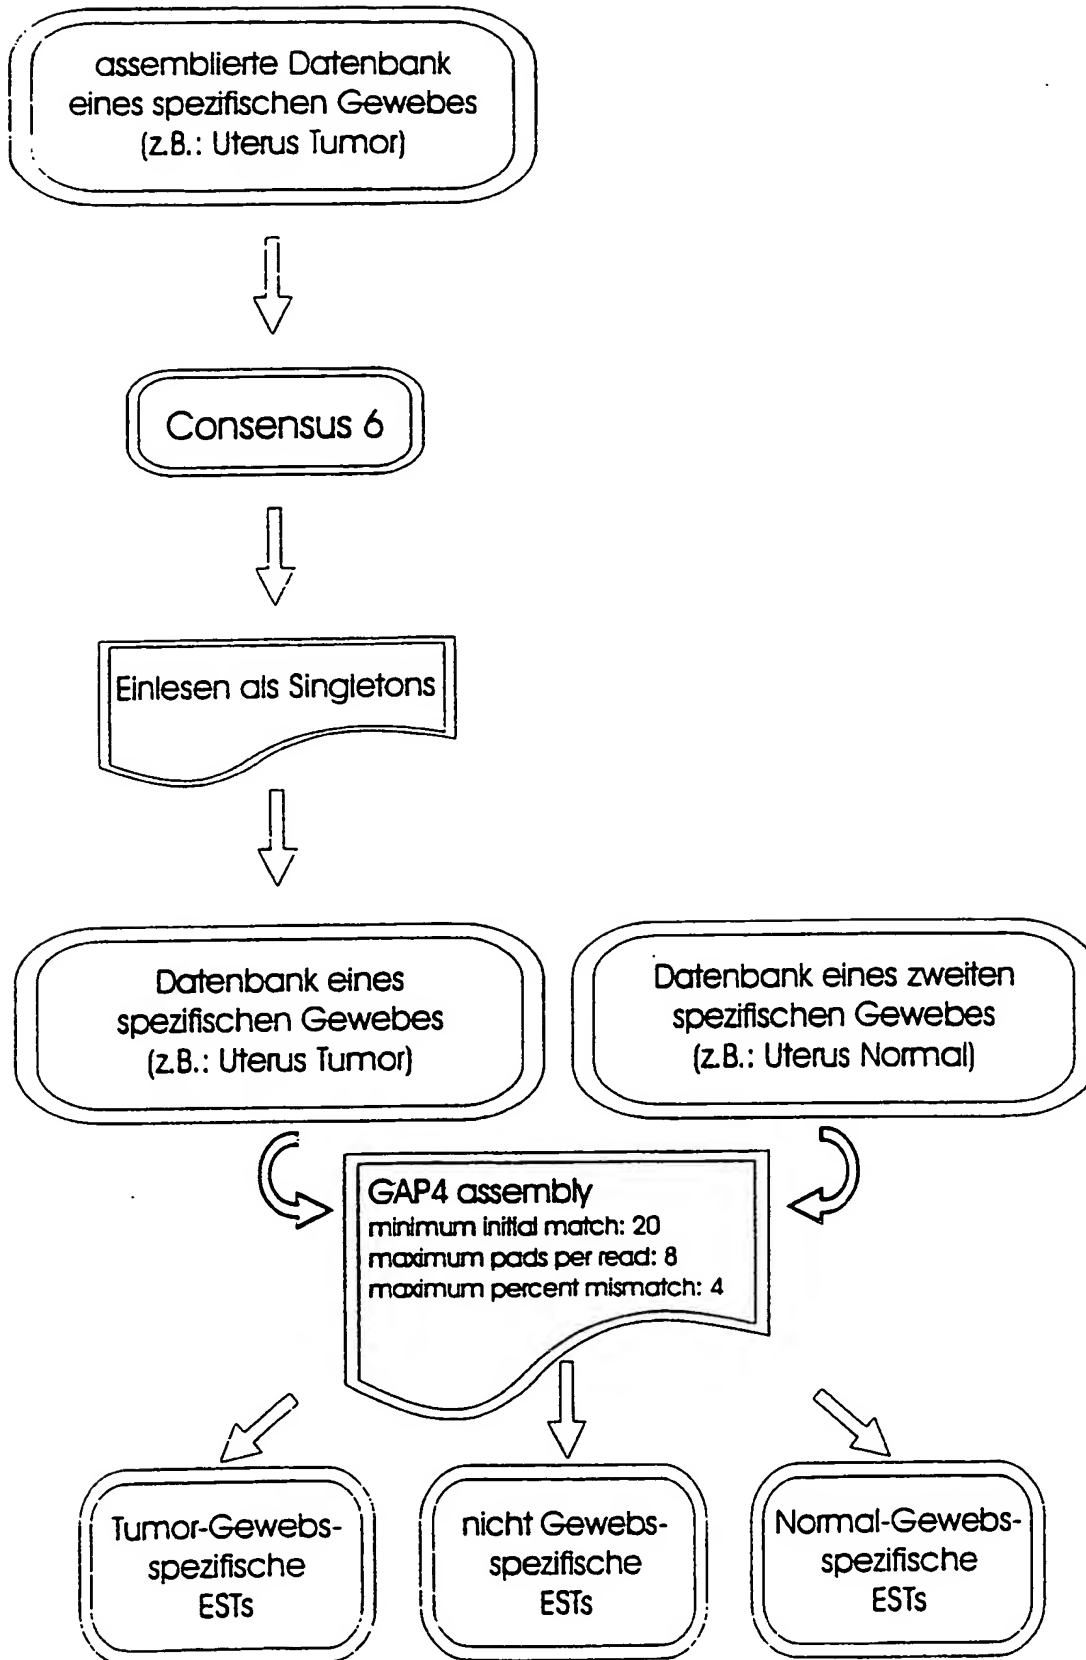 assemblierte Datenbank
eines spezifischen Gewebes
(z.B.: Uterus Tumor)
Consensus 6
Einlesen als Singletons
Datenbank eines
spezifischen Gewebes
(z.B.: Uterus Tumor)
Datenbank eines zweiten
spezifischen Gewebes
(z.B.: Uterus Normal)
GAP4 assembly
minimum initial match: 20
maximum pads per read: 8
maximum percent mismatch: 4
Tumor-Gewebs-
spezifische
ESTs
nicht Gewebs-
spezifische
ESTs
Normal-Gewebs-
spezifische
ESTs